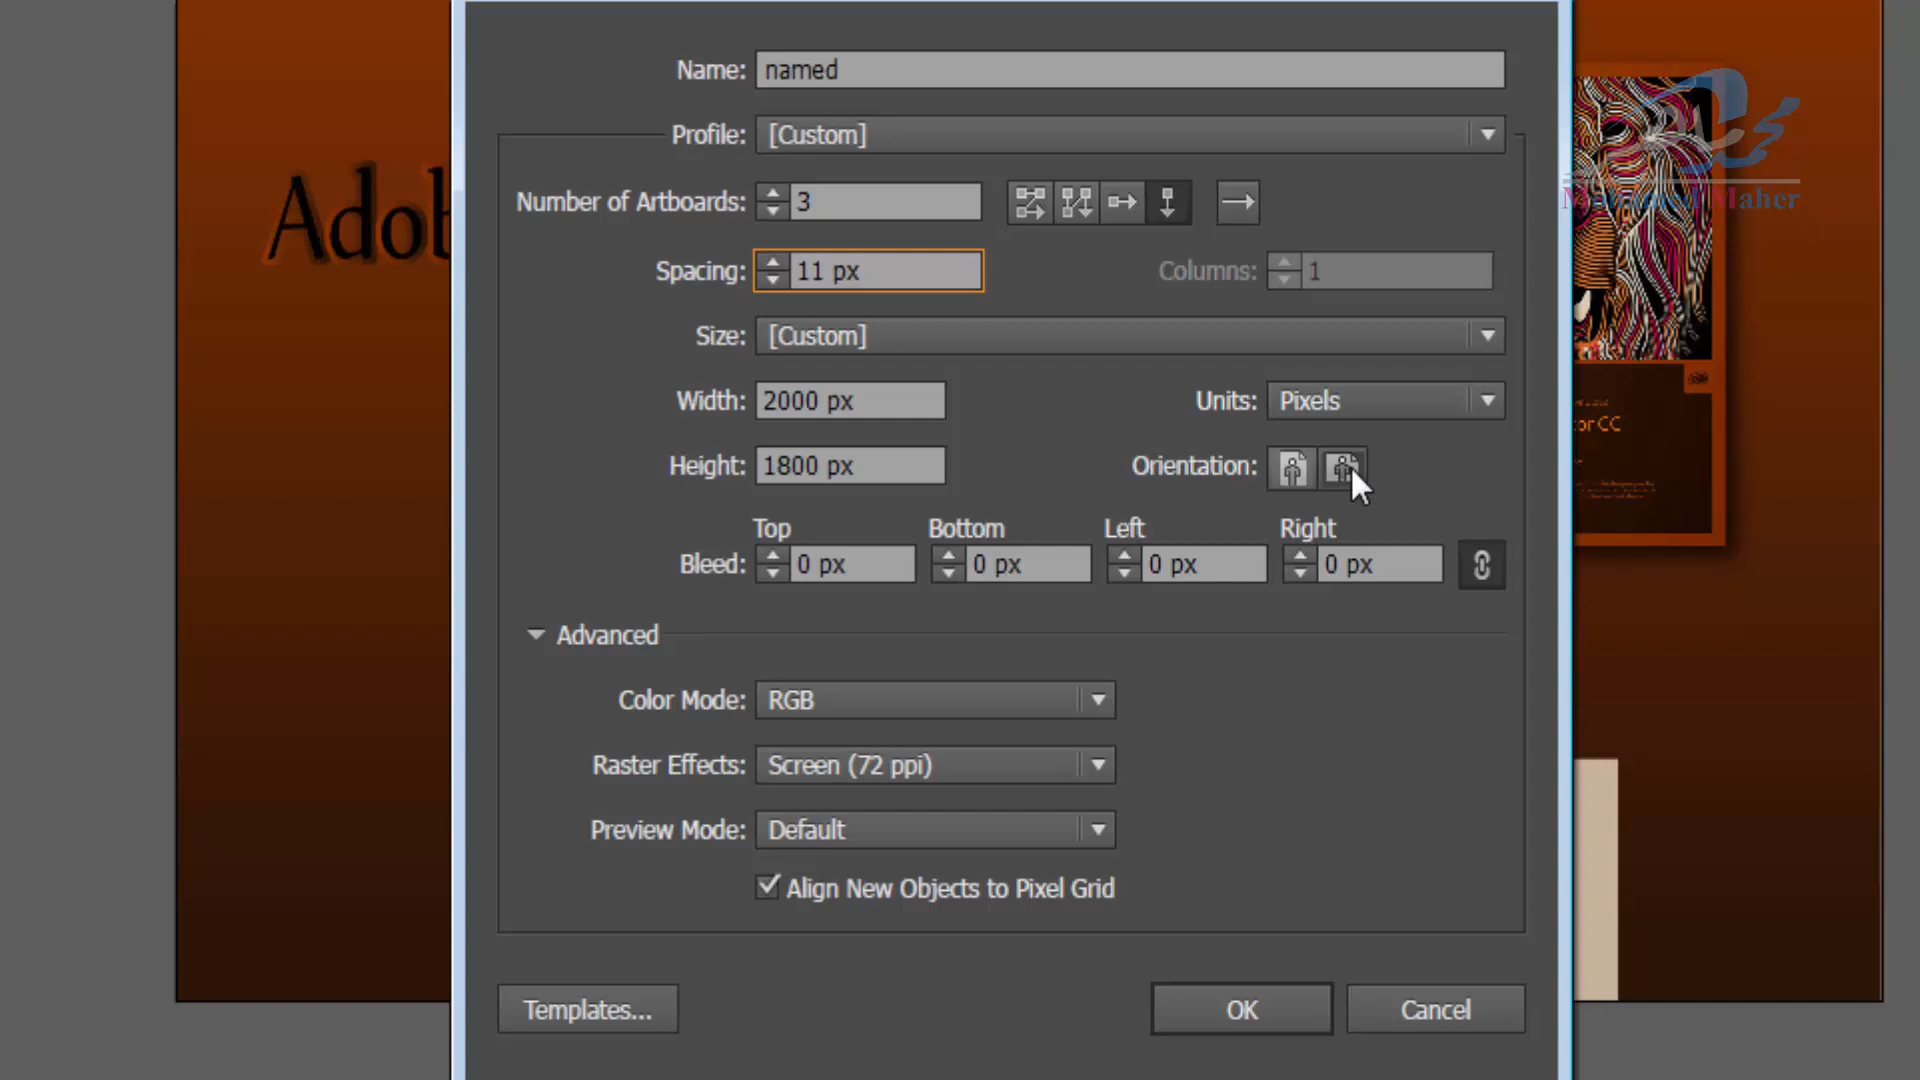 Name: named
Profile: [Custom]
Number of Artboards: 3
Spacing: 11 px
Columns: 1
Size: [Custom]
Width: 2000 px
Units: Pixels
Height: 1800 px
Orientation:
Top Bottom Left Right
Bleed: 0 px 0 px 0 px 0 px
Advanced
Color Mode: RGB
Raster Effects: Screen (72 ppi)
Preview Mode: Default
Align New Objects to Pixel Grid
Templates...
OK
Cancel
Adob
Mohamed Maher
or CC